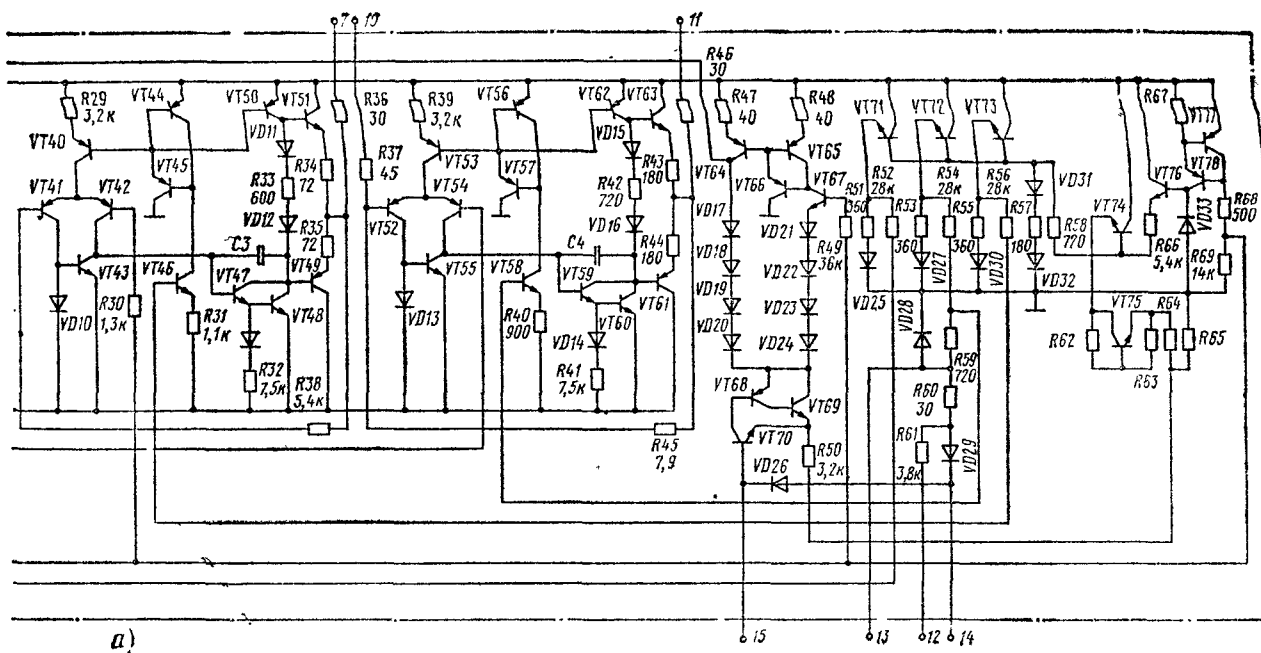 7 10 11
R46
30
R29
3,2к
VT44
VT50
VT51
R36
30
R39
3,2к
VT56
VT62
VT63
R47
40
R48
40
VT71
VT72
VT73
R67
VT77
VT40
VD11
VD15
VT45
R34
72
R37
45
VT53
VT57
R43
180
VT64
VT65
VT66
VT67
R51
360
R52
28к
R54
28к
R56
28к
VD31
VT76
VT78
VT41
VT42
R33
600
VT54
R42
720
VD17
VD12
R35
72
VT52
VD16
R44
180
VD21
R53
360
R55
360
R57
180
R58
720
VT74
VD33
R68
500
C3
C4
VD18
R49
36к
VD22
VD27
VD30
VD32
R66
5,4к
R69
14к
VT43
VT46
VT47
VT49
VT55
VT58
VT59
VT61
VD19
VD23
VD25
VD28
VT75
R64
VD10
R30
1,3к
R31
1,1к
VT48
VD13
R40
900
VT60
VD14
VD20
VD24
R59
720
R62
R63
R65
R32
7,5к
R38
5,4к
R41
7,5к
VT68
VT69
R60
30
R45
7,9
VT70
R50
3,2к
R61
3,8к
VD29
VD26
15 13 12 14
а)